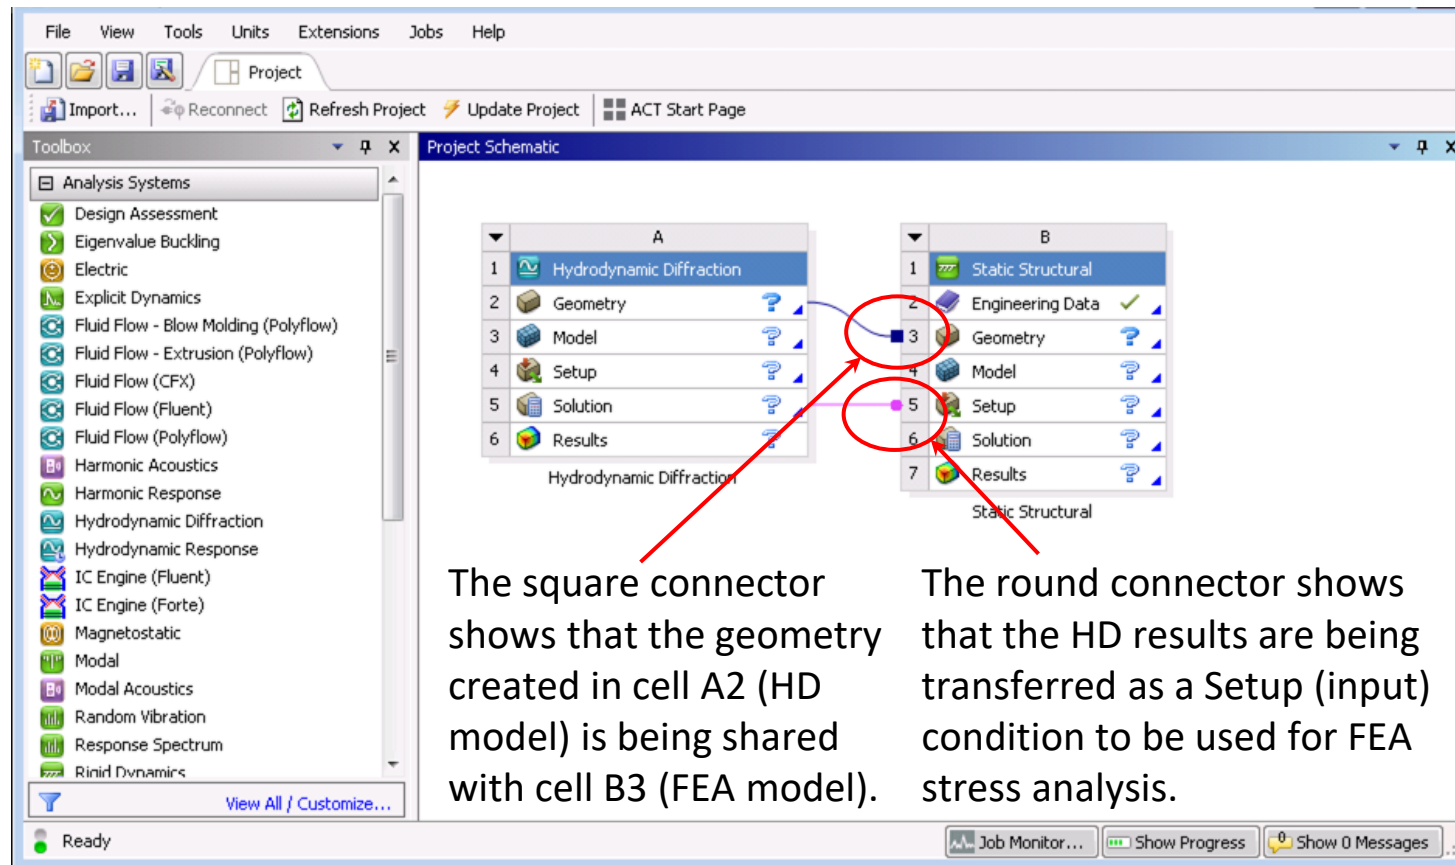 File View Tools Units Extensions Jobs Help
Project
Import... Reconnect Refresh Project Update Project ACT Start Page
Toolbox
Analysis Systems
Design Assessment
Eigenvalue Buckling
Electric
Explicit Dynamics
Fluid Flow - Blow Molding (Polyflow)
Fluid Flow - Extrusion (Polyflow)
Fluid Flow (CFX)
Fluid Flow (Fluent)
Fluid Flow (Polyflow)
Harmonic Acoustics
Harmonic Response
Hydrodynamic Diffraction
Hydrodynamic Response
IC Engine (Fluent)
IC Engine (Forte)
Magnetostatic
Modal
Modal Acoustics
Random Vibration
Response Spectrum
Rigid Dynamics
View All / Customize...
Project Schematic
A
1 Hydrodynamic Diffraction
2 Geometry
3 Model
4 Setup
5 Solution
6 Results
Hydrodynamic Diffraction
B
1 Static Structural
2 Engineering Data
3 Geometry
4 Model
5 Setup
6 Solution
7 Results
Static Structural
The square connector
shows that the geometry
created in cell A2 (HD
model) is being shared
with cell B3 (FEA model).
The round connector shows
that the HD results are being
transferred as a Setup (input)
condition to be used for FEA
stress analysis.
Ready
Job Monitor... Show Progress 0 Show 0 Messages